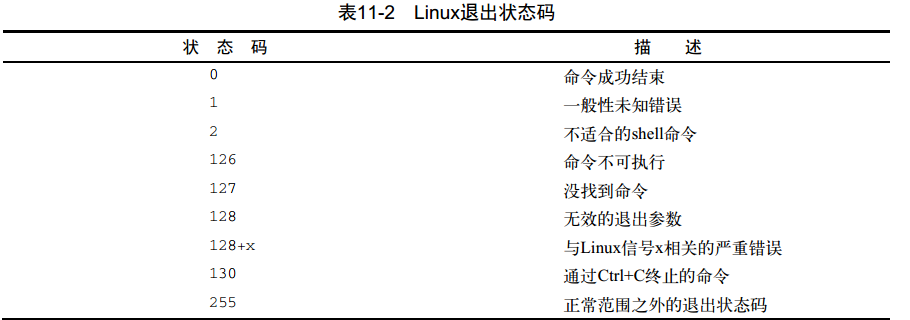 表11-2 Linux退出状态码
状 态 码 描 述
0 命令成功结束
1 一般性未知错误
2 不适合的shell命令
126 命令不可执行
127 没找到命令
128 无效的退出参数
128+x 与Linux信号x相关的严重错误
130 通过Ctrl+C终止的命令
255 正常范围之外的退出状态码